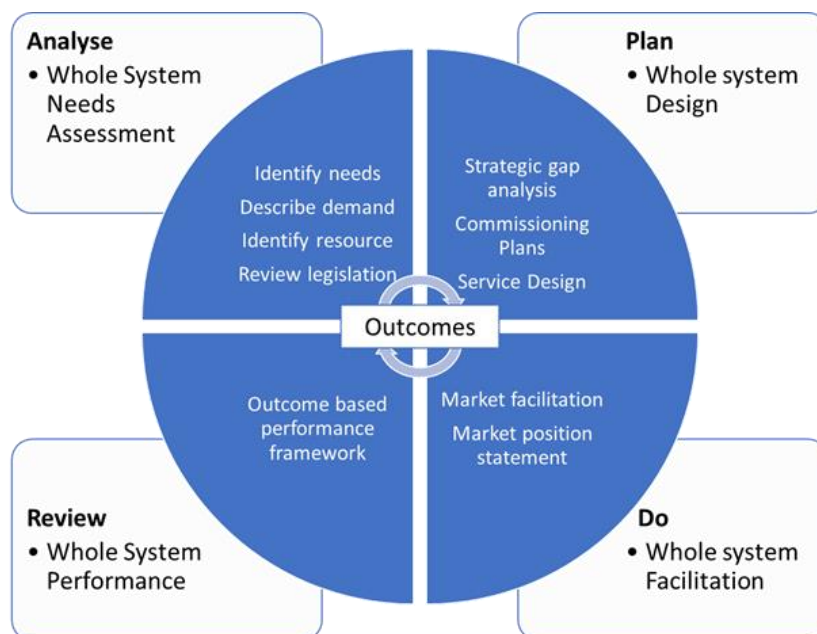 Analyse
• Whole System
Needs
Assessment
Plan
• Whole system
Design
Identify needs
Describe demand
Identify resource
Review legislation
Strategic gap
analysis
Commissioning
Plans
Service Design
Outcomes
Outcome based
performance
framework
Market facilitation
Market position
statement
Review
• Whole System
Performance
Do
• Whole system
Facilitation